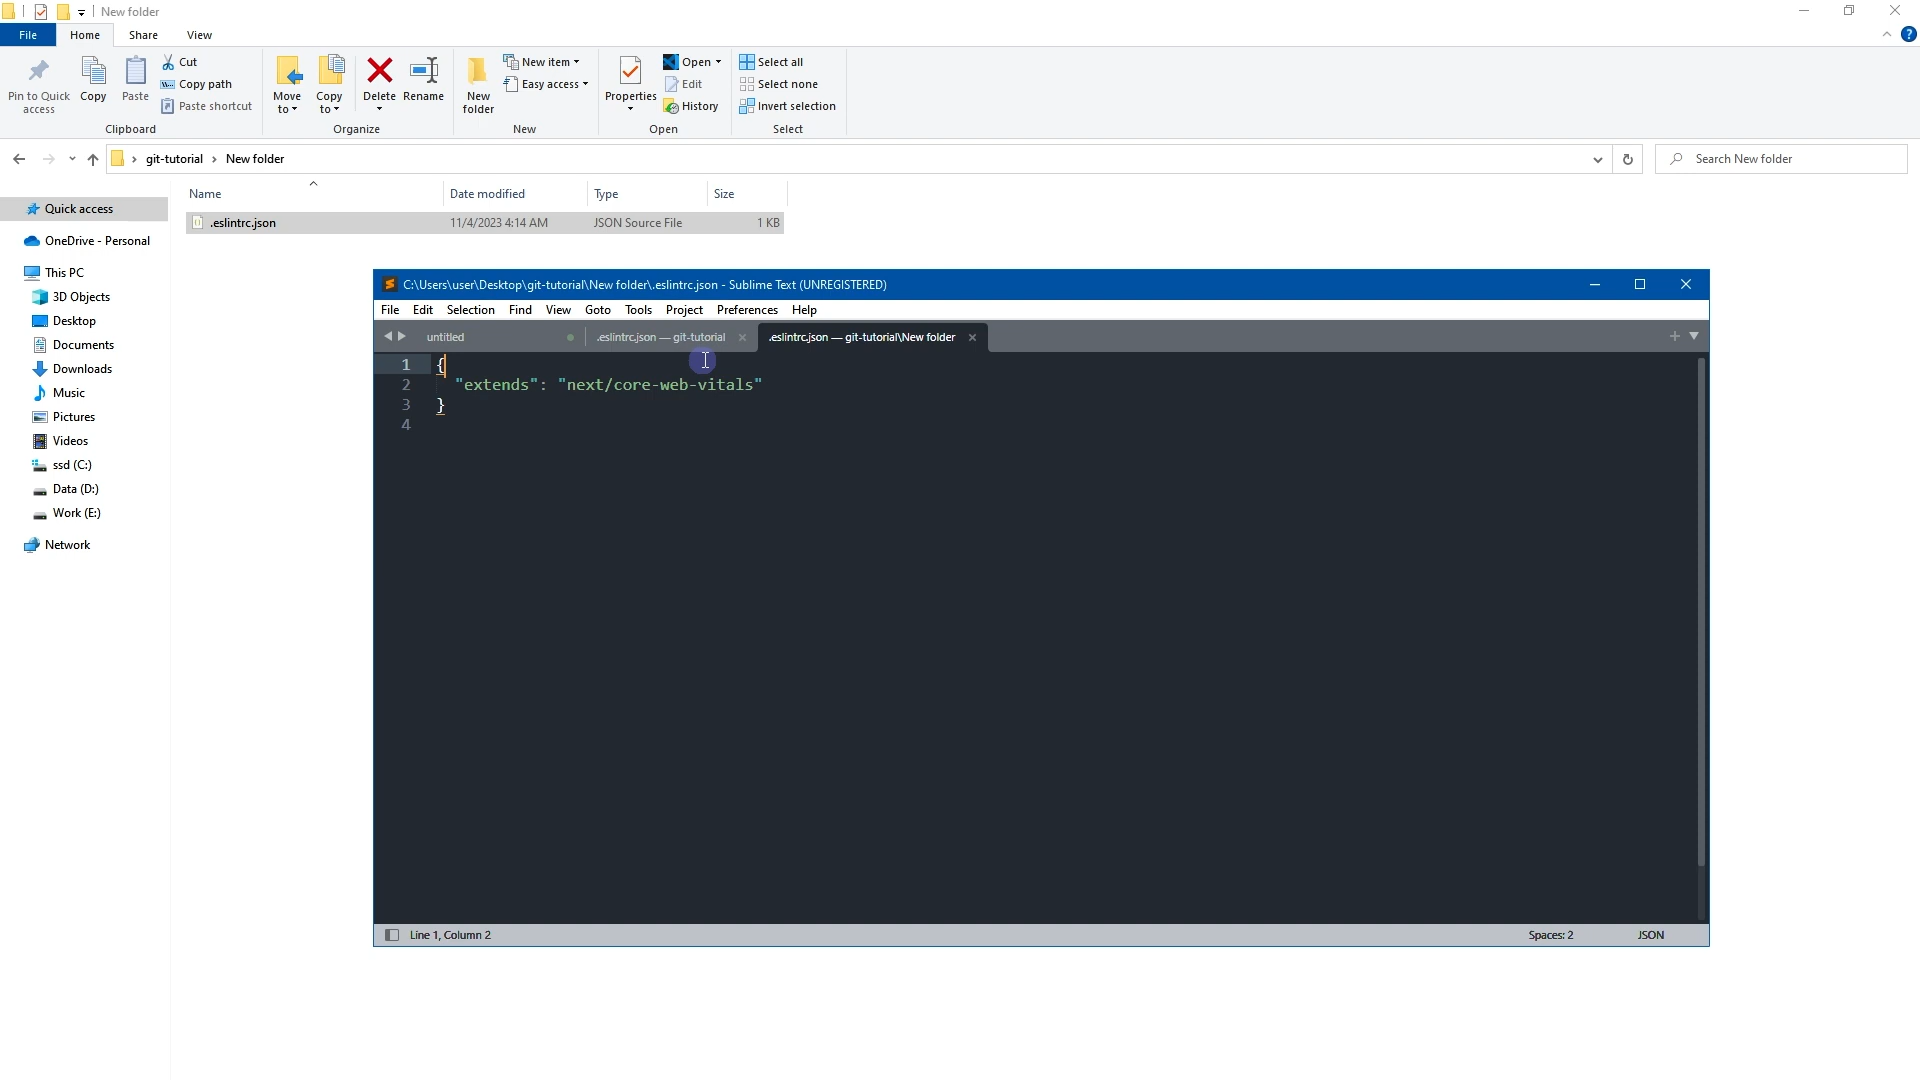 New folder
File Home Share View
Pin to Quick access
Copy
Paste
Cut
Copy path
Paste shortcut
Clipboard
Move to
Copy to
Delete
Rename
Organize
New folder
New item
Easy access
New
Properties
Open
Edit
History
Open
Select all
Select none
Invert selection
Select
git-tutorial › New folder
Search New folder
Name Date modified Type Size
.eslintrc.json 11/4/2023 4:14 AM JSON Source File 1 KB
Quick access
OneDrive - Personal
This PC
3D Objects
Desktop
Documents
Downloads
Music
Pictures
Videos
ssd (C:)
Data (D:)
Work (E:)
Network
C:\Users\user\Desktop\git-tutorial\New folder\.eslintrc.json - Sublime Text (UNREGISTERED)
File Edit Selection Find View Goto Tools Project Preferences Help
untitled .eslintrc.json — git-tutorial .eslintrc.json — git-tutorial\New folder
1 {
2 "extends": "next/core-web-vitals"
3 }
4
Line 1, Column 2 Spaces: 2 JSON